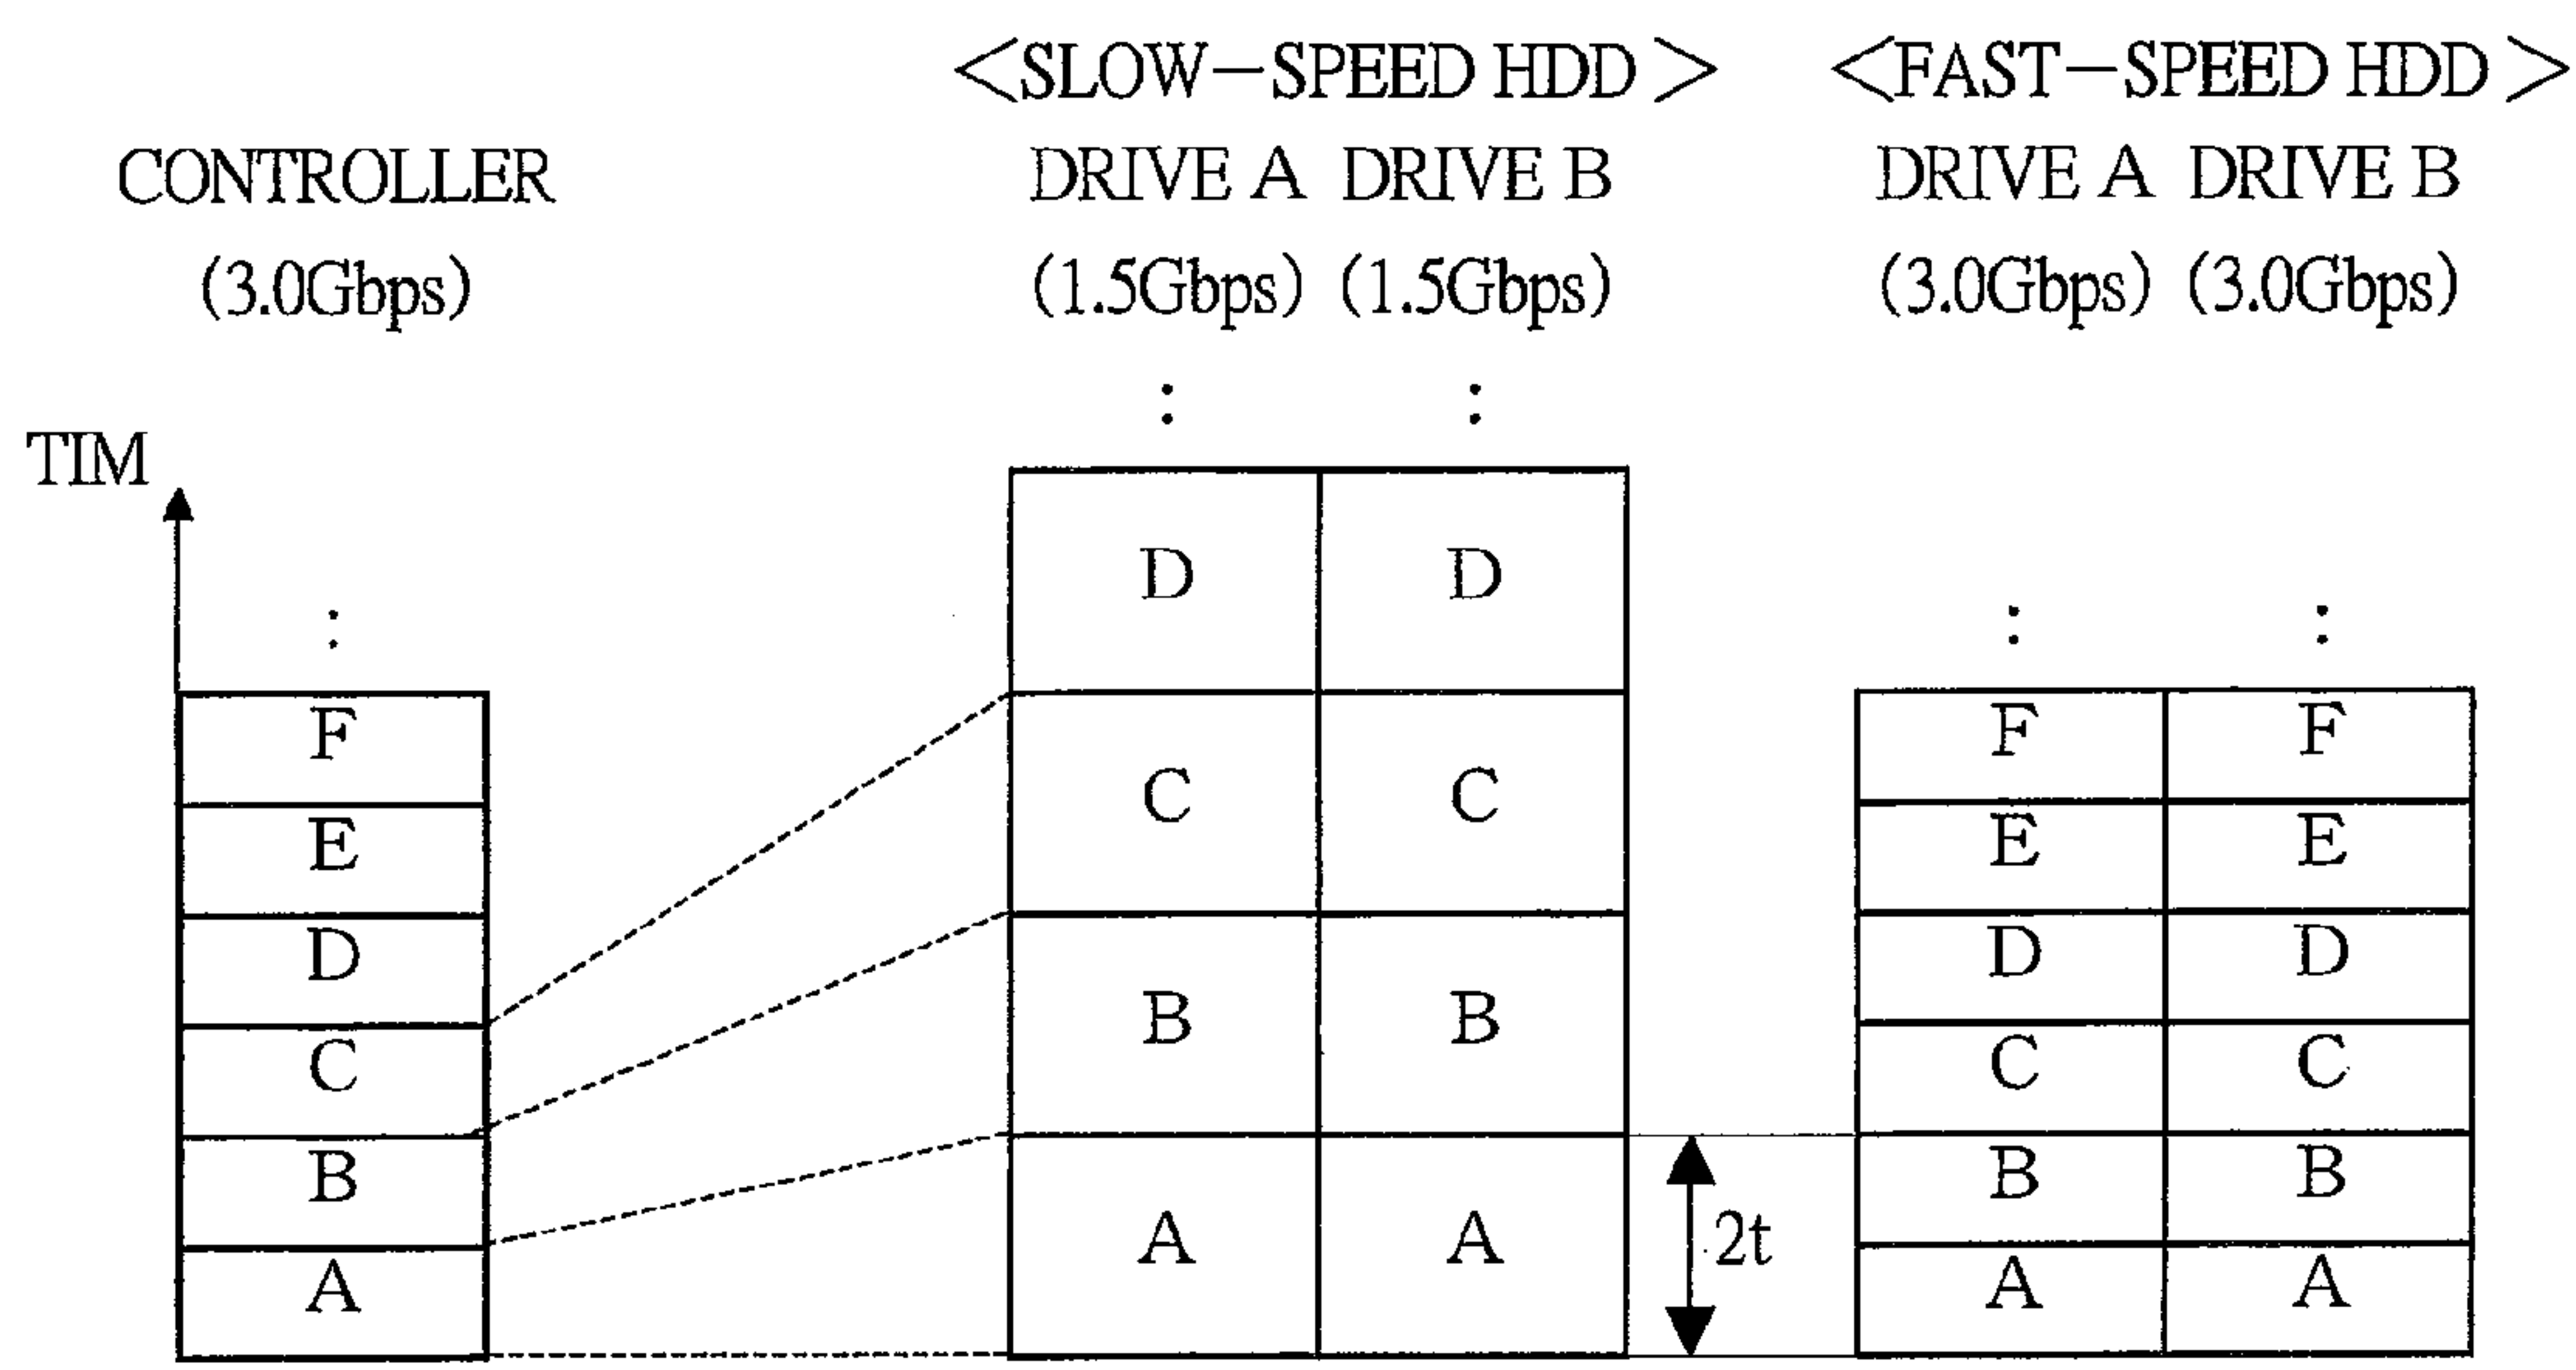 <SLOW-SPEED HDD> <FAST-SPEED HDD>
CONTROLLER DRIVE A DRIVE B DRIVE A DRIVE B
(3.0Gbps) (1.5Gbps) (1.5Gbps) (3.0Gbps) (3.0Gbps)
: :
TIM
D D
: : :
F C C F F
E E E
D B B D D
C C C
B A A 2t B B
A A A